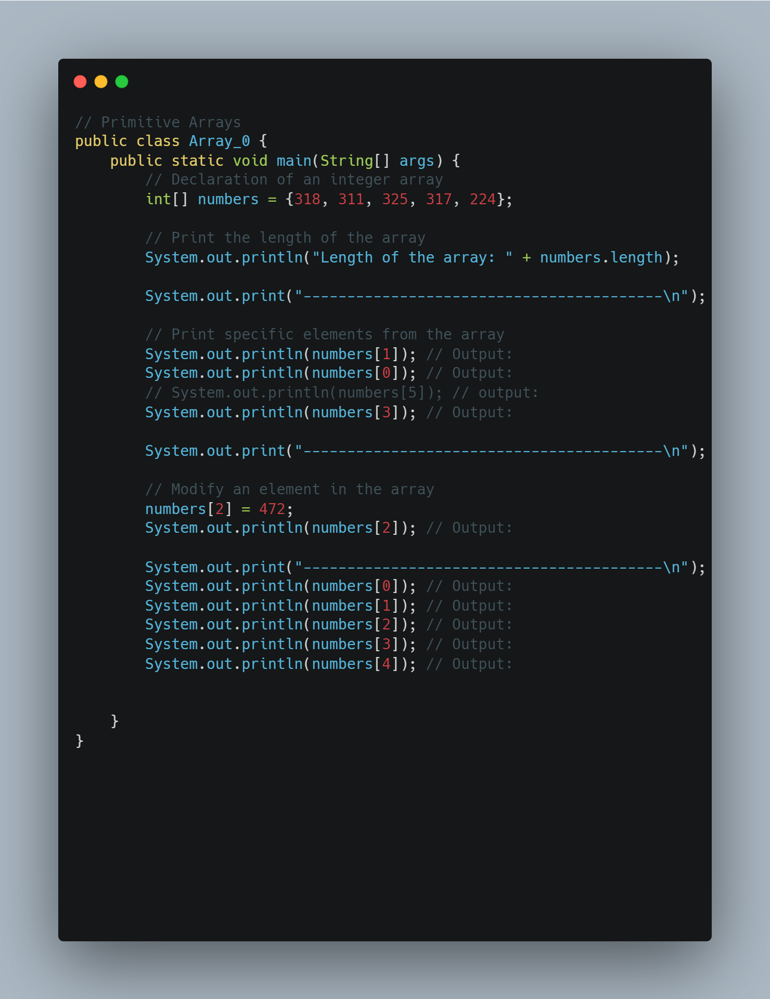 // Primitive Arrays
public class Array_0 {
    public static void main(String[] args) {
        // Declaration of an integer array
        int[] numbers = {318, 311, 325, 317, 224};

        // Print the length of the array
        System.out.println("Length of the array: " + numbers.length);

        System.out.print("-----------------------------------------\n");

        // Print specific elements from the array
        System.out.println(numbers[1]); // Output:
        System.out.println(numbers[0]); // Output:
        // System.out.println(numbers[5]); // output:
        System.out.println(numbers[3]); // Output:

        System.out.print("-----------------------------------------\n");

        // Modify an element in the array
        numbers[2] = 472;
        System.out.println(numbers[2]); // Output:

        System.out.print("-----------------------------------------\n");
        System.out.println(numbers[0]); // Output:
        System.out.println(numbers[1]); // Output:
        System.out.println(numbers[2]); // Output:
        System.out.println(numbers[3]); // Output:
        System.out.println(numbers[4]); // Output:


    }
}